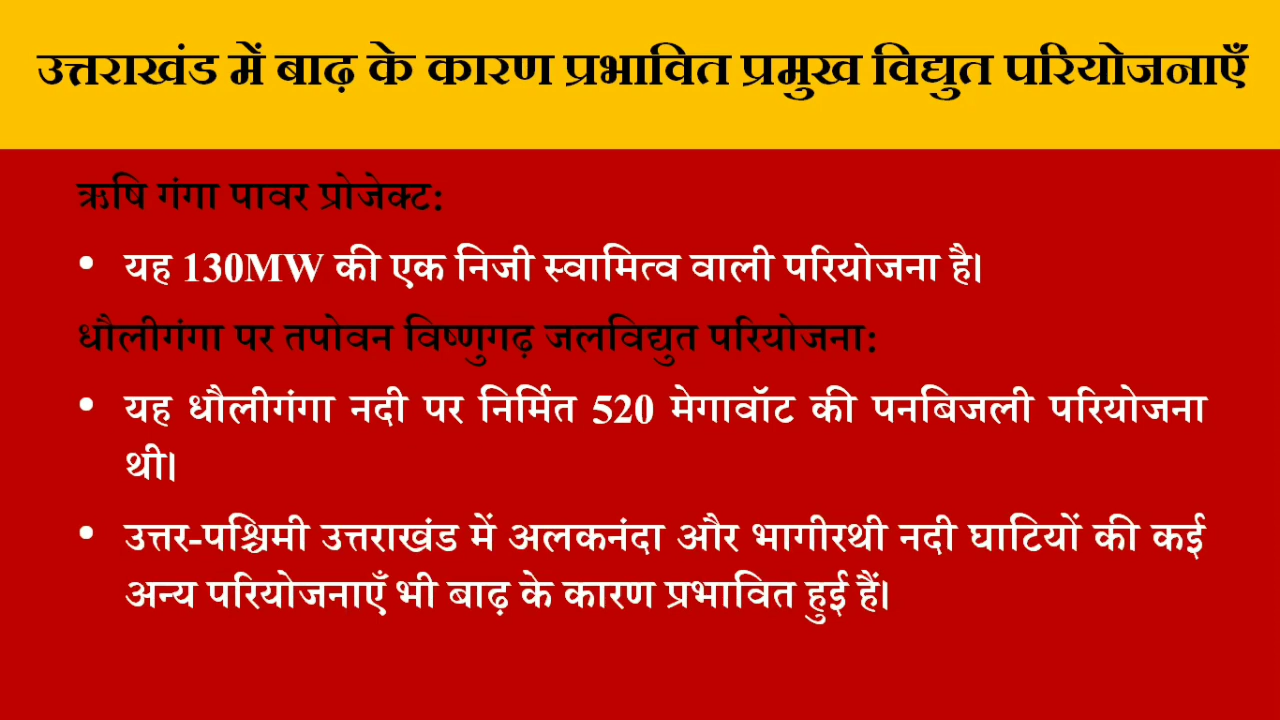 उत्तराखंड में बाढ़ के कारण प्रभावित प्रमुख विद्युत परियोजनाएँ
ऋषि गंगा पावर प्रोजेक्ट:
• यह 130MW की एक निजी स्वामित्व वाली परियोजना है।
धौलीगंगा पर तपोवन विष्णुगढ़ जलविद्युत परियोजना:
• यह धौलीगंगा नदी पर निर्मित 520 मेगावॉट की पनबिजली परियोजना
थी।
• उत्तर-पश्चिमी उत्तराखंड में अलकनंदा और भागीरथी नदी घाटियों की कई
अन्य परियोजनाएँ भी बाढ़ के कारण प्रभावित हुई हैं।